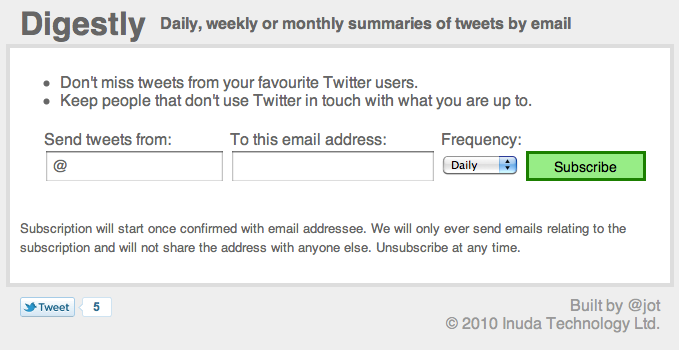 Digestly Daily, weekly or monthly summaries of tweets by email
• Don't miss tweets from your favourite Twitter users.
• Keep people that don't use Twitter in touch with what you are up to.
Send tweets from: To this email address: Frequency:
@ Daily Subscribe
Subscription will start once confirmed with email addressee. We will only ever send emails relating to the
subscription and will not share the address with anyone else. Unsubscribe at any time.
Tweet 5 Built by @jot
© 2010 Inuda Technology Ltd.